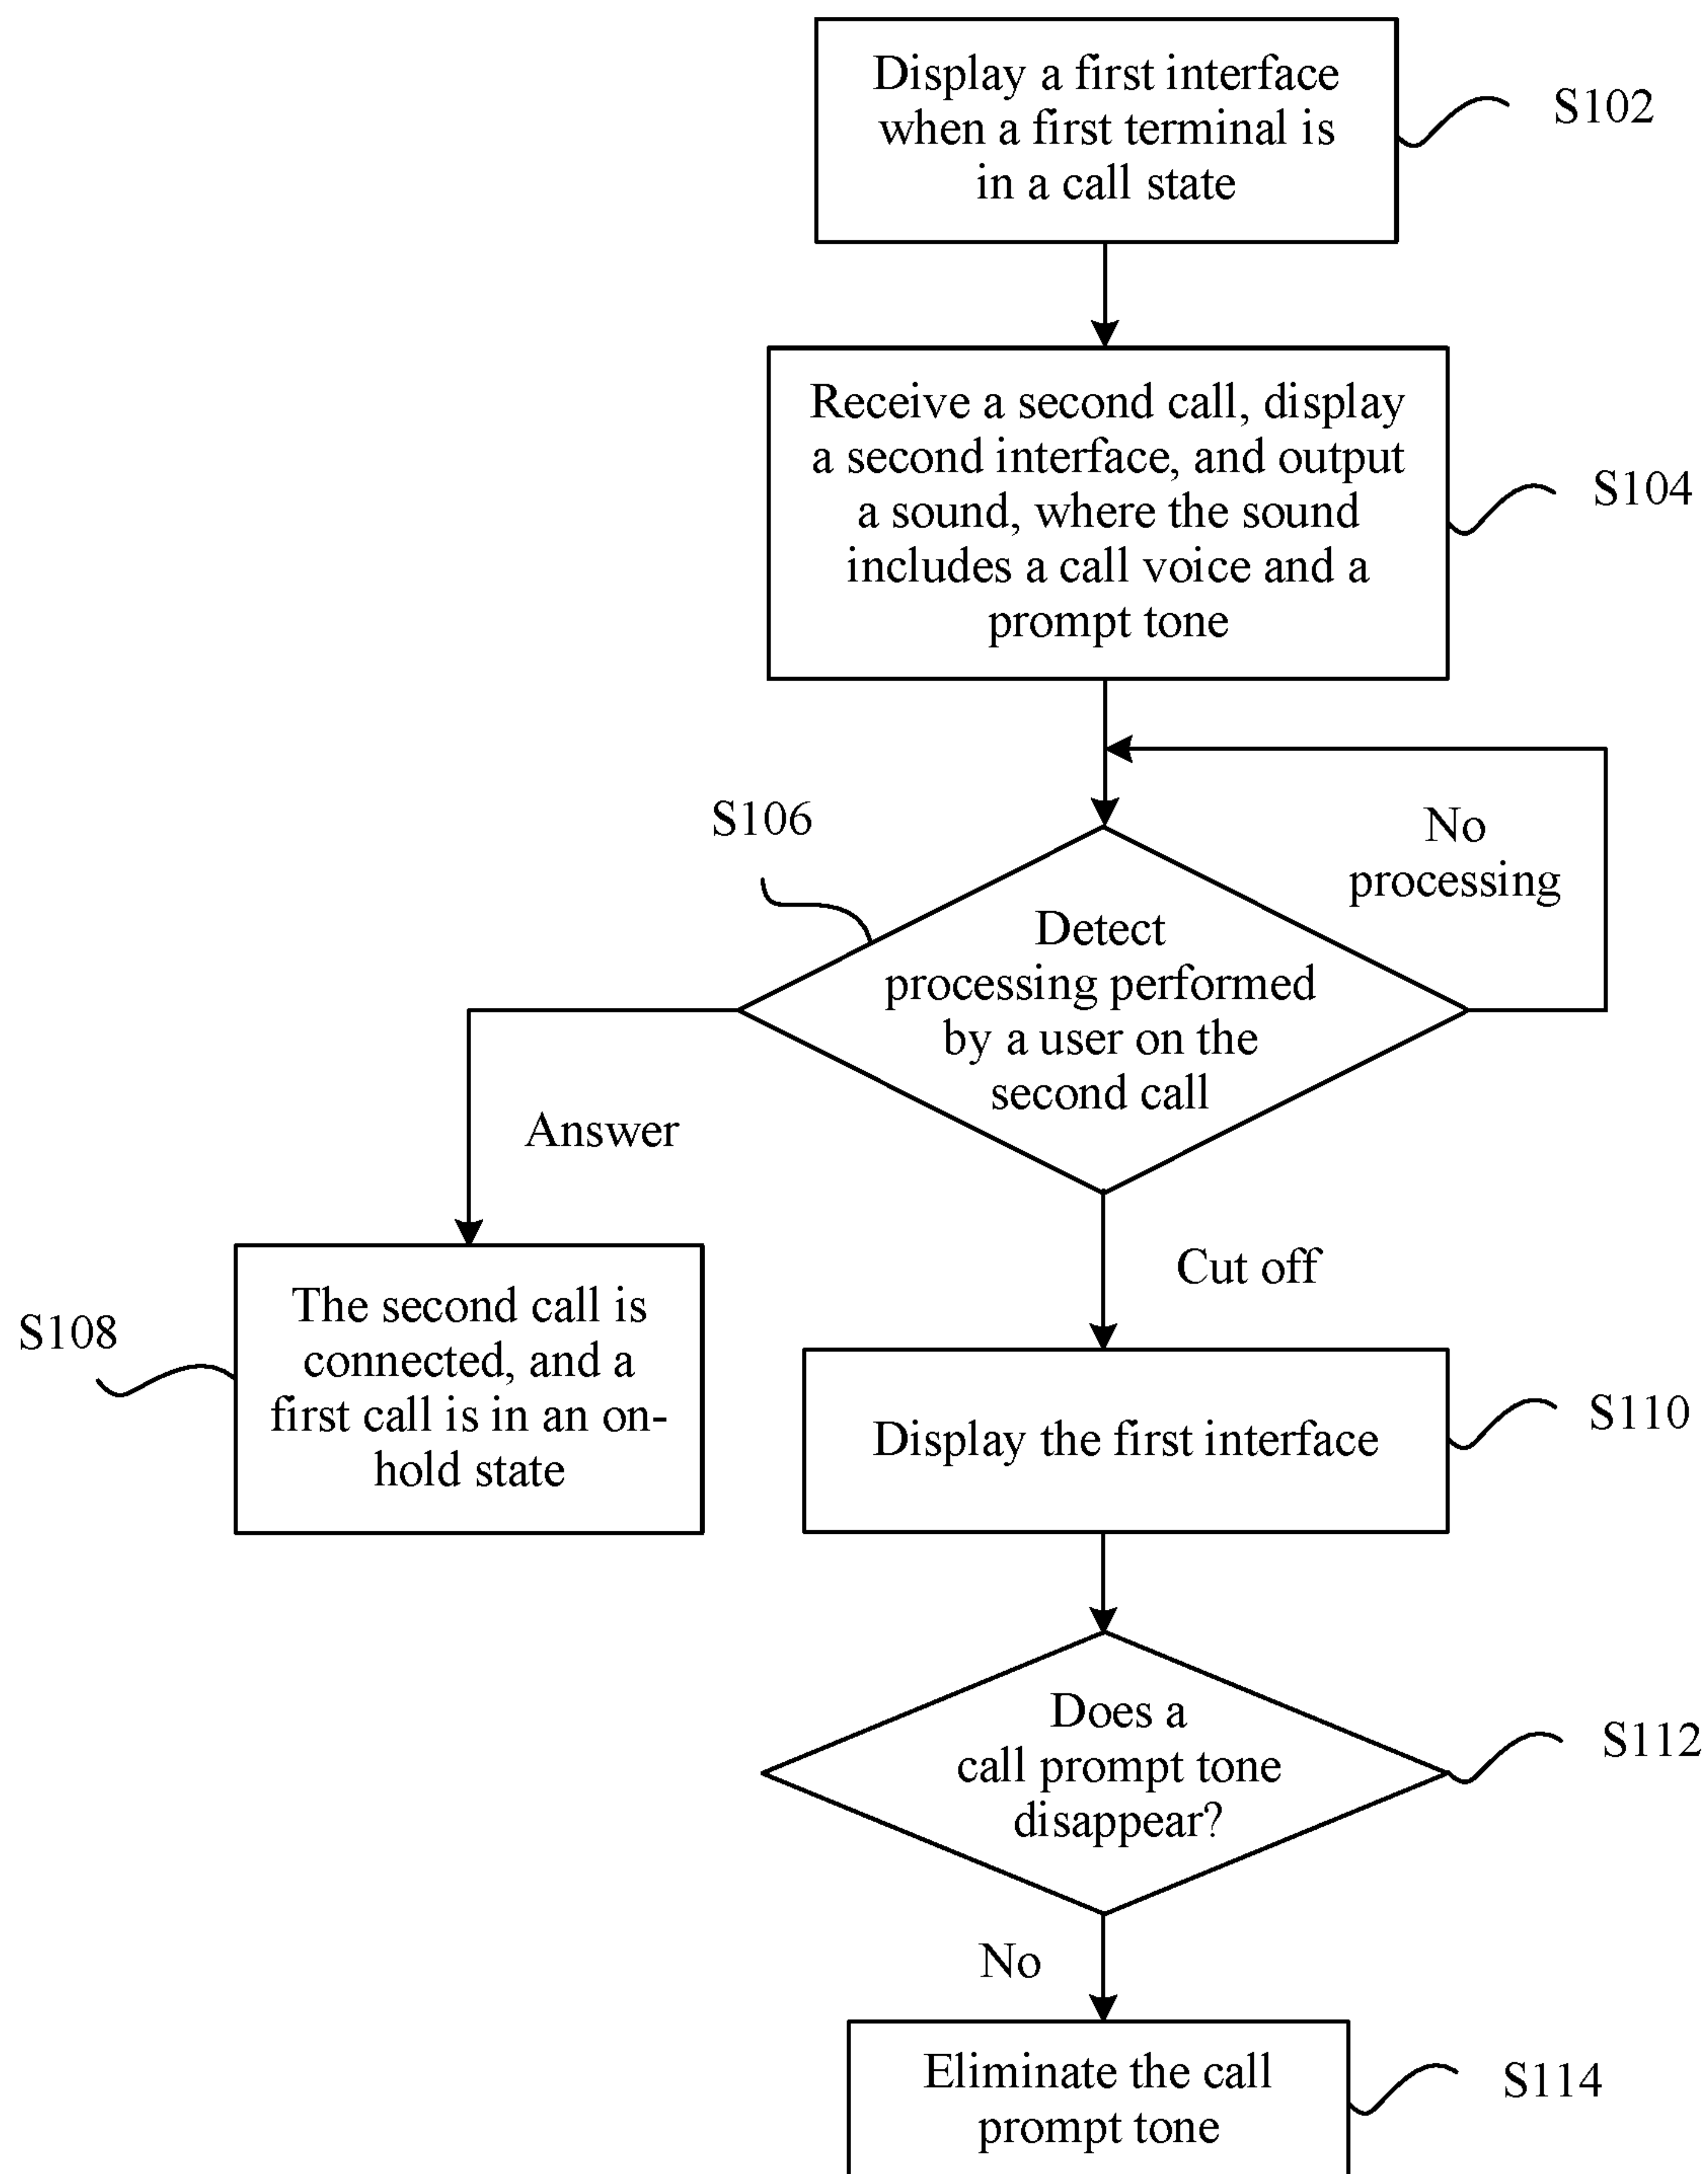 Display a first interface
when a first terminal is
in a call state
S102
Receive a second call, display
a second interface, and output
a sound, where the sound
includes a call voice and a
prompt tone
S104
S106
No
processing
Detect
processing performed
by a user on the
second call
Answer
Cut off
S108
The second call is
connected, and a
first call is in an on-
hold state
Display the first interface
S110
Does a
call prompt tone
disappear?
S112
No
Eliminate the call
prompt tone
S114